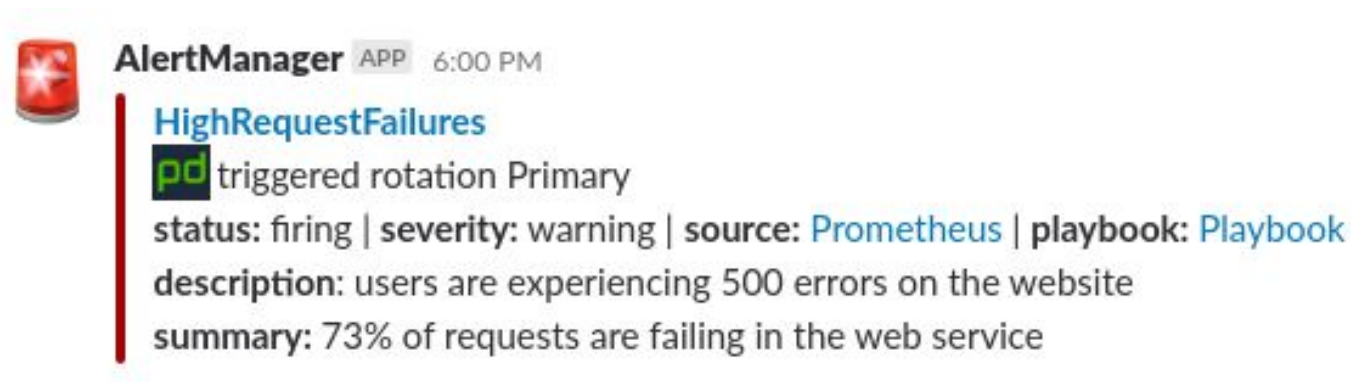 AlertManager APP 6:00 PM
HighRequestFailures
pd triggered rotation Primary
status: firing | severity: warning | source: Prometheus | playbook: Playbook
description: users are experiencing 500 errors on the website
summary: 73% of requests are failing in the web service